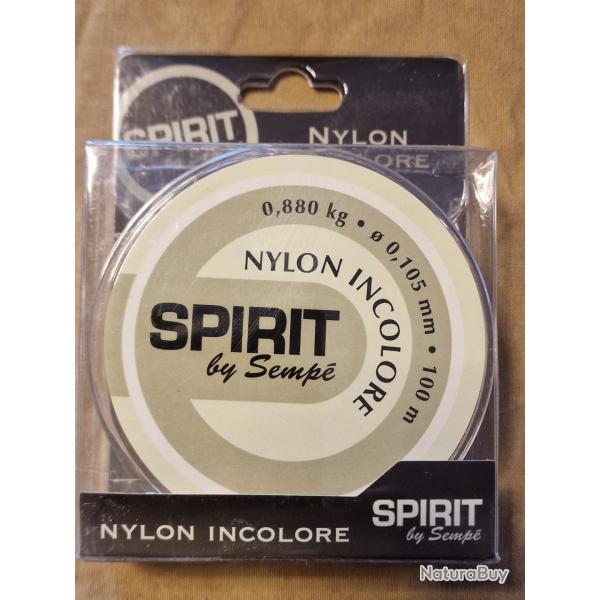 SPIRIT
NYLON
INCOLORE
0,880 kg • ø 0,105 mm • 100 m
NYLON INCOLORE
SPIRIT
by Sempé
NYLON INCOLORE
SPIRIT
by Sempé
NaturaBuy